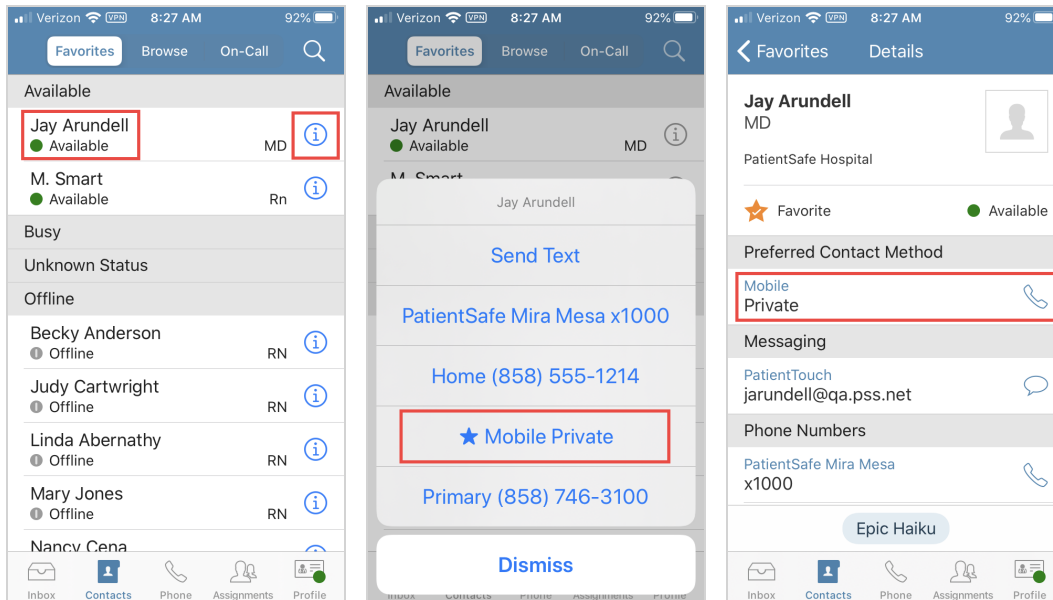 Verizon VPN 8:27 AM 92%
Favorites Browse On-Call
Available
Jay Arundell
Available MD
M. Smart
Available Rn
Busy
Unknown Status
Offline
Becky Anderson
Offline RN
Judy Cartwright
Offline RN
Linda Abernathy
Offline RN
Mary Jones
Offline RN
Nancy Cena
Inbox Contacts Phone Assignments Profile
Verizon VPN 8:27 AM 92%
Favorites Browse On-Call
Available
Jay Arundell
Available MD
M. Smart
Jay Arundell
Send Text
PatientSafe Mira Mesa x1000
Home (858) 555-1214
Mobile Private
Primary (858) 746-3100
Dismiss
Inbox Contacts Phone Assignments Profile
Verizon VPN 8:27 AM 92%
Favorites Details
Jay Arundell
MD
PatientSafe Hospital
Favorite Available
Preferred Contact Method
Mobile
Private
Messaging
PatientTouch
jarundell@qa.pss.net
Phone Numbers
PatientSafe Mira Mesa
x1000
Epic Haiku
Inbox Contacts Phone Assignments Profile